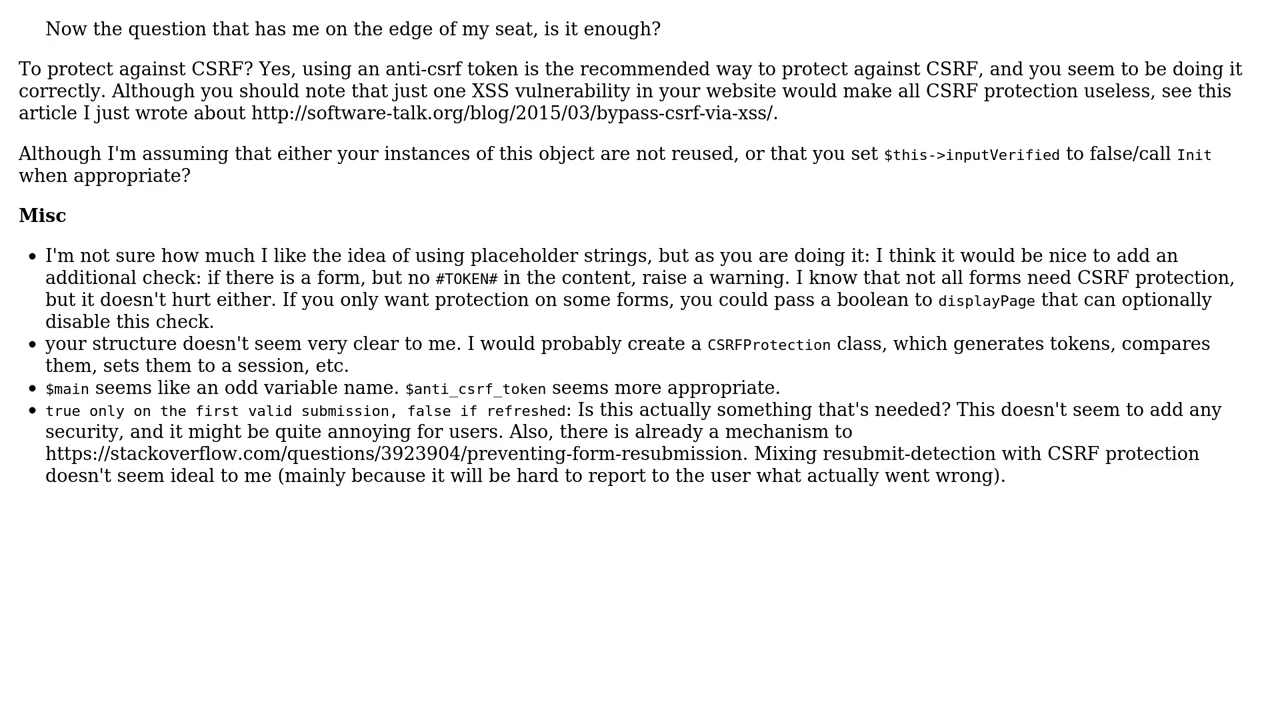 Now the question that has me on the edge of my seat, is it enough?
To protect against CSRF? Yes, using an anti-csrf token is the recommended way to protect against CSRF, and you seem to be doing it
correctly. Although you should note that just one XSS vulnerability in your website would make all CSRF protection useless, see this
article I just wrote about http://software-talk.org/blog/2015/03/bypass-csrf-via-xss/.
Although I'm assuming that either your instances of this object are not reused, or that you set $this->inputVerified to false/call Init
when appropriate?
Misc
• I'm not sure how much I like the idea of using placeholder strings, but as you are doing it: I think it would be nice to add an
additional check: if there is a form, but no #TOKEN# in the content, raise a warning. I know that not all forms need CSRF protection,
but it doesn't hurt either. If you only want protection on some forms, you could pass a boolean to displayPage that can optionally
disable this check.
• your structure doesn't seem very clear to me. I would probably create a CSRFProtection class, which generates tokens, compares
them, sets them to a session, etc.
• $main seems like an odd variable name. $anti_csrf_token seems more appropriate.
• true only on the first valid submission, false if refreshed: Is this actually something that's needed? This doesn't seem to add any
security, and it might be quite annoying for users. Also, there is already a mechanism to
https://stackoverflow.com/questions/3923904/preventing-form-resubmission. Mixing resubmit-detection with CSRF protection
doesn't seem ideal to me (mainly because it will be hard to report to the user what actually went wrong).